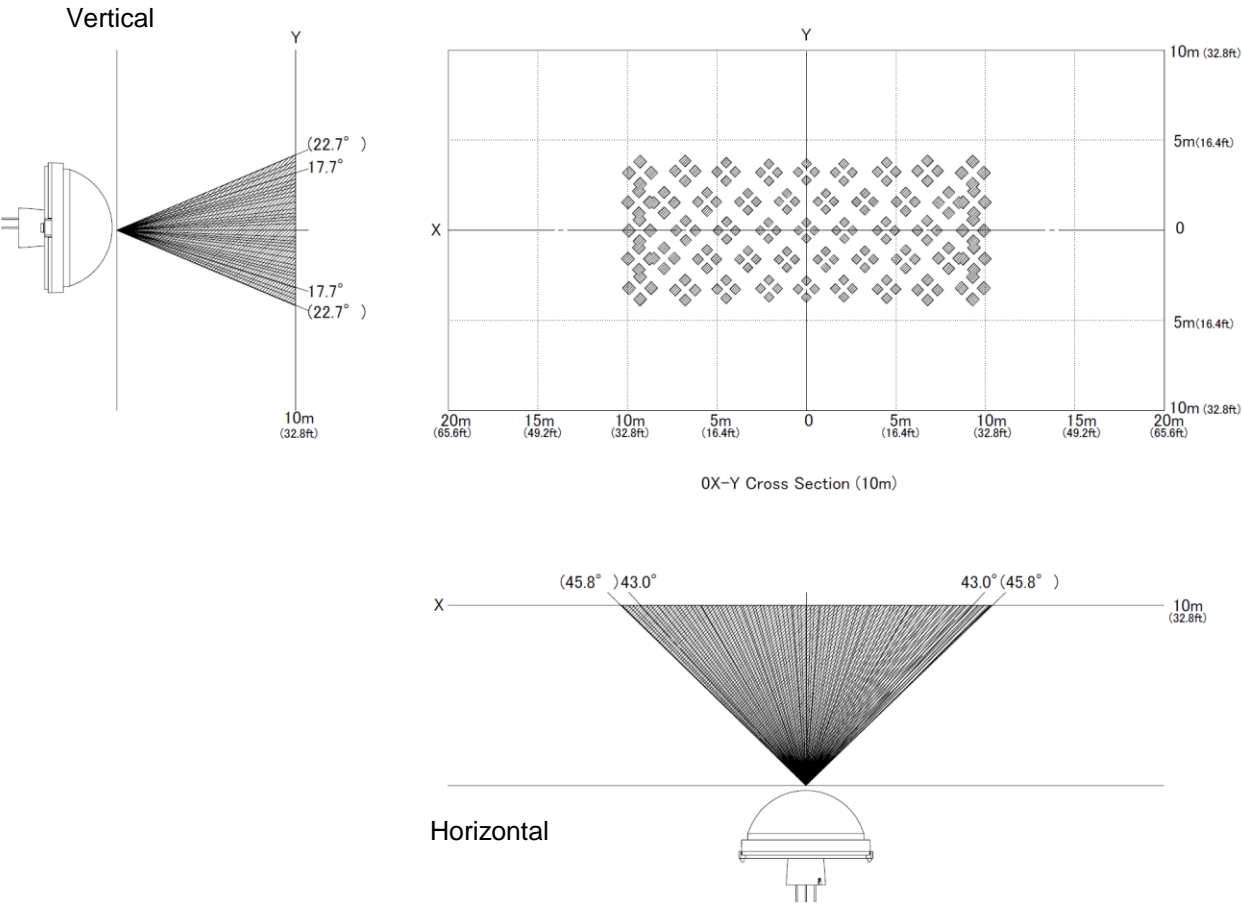 Vertical
Y
(22.7° )
17.7°
17.7°
(22.7° )
10m
(32.8ft)
Y
10m (32.8ft)
5m(16.4ft)
X
0
5m(16.4ft)
10m (32.8ft)
20m 15m 10m 5m 0 5m 10m 15m 20m
(65.6ft) (49.2ft) (32.8ft) (16.4ft) (16.4ft) (32.8ft) (49.2ft) (65.6ft)
0X-Y Cross Section (10m)
(45.8° )43.0° 43.0°(45.8° )
X
10m
(32.8ft)
Horizontal